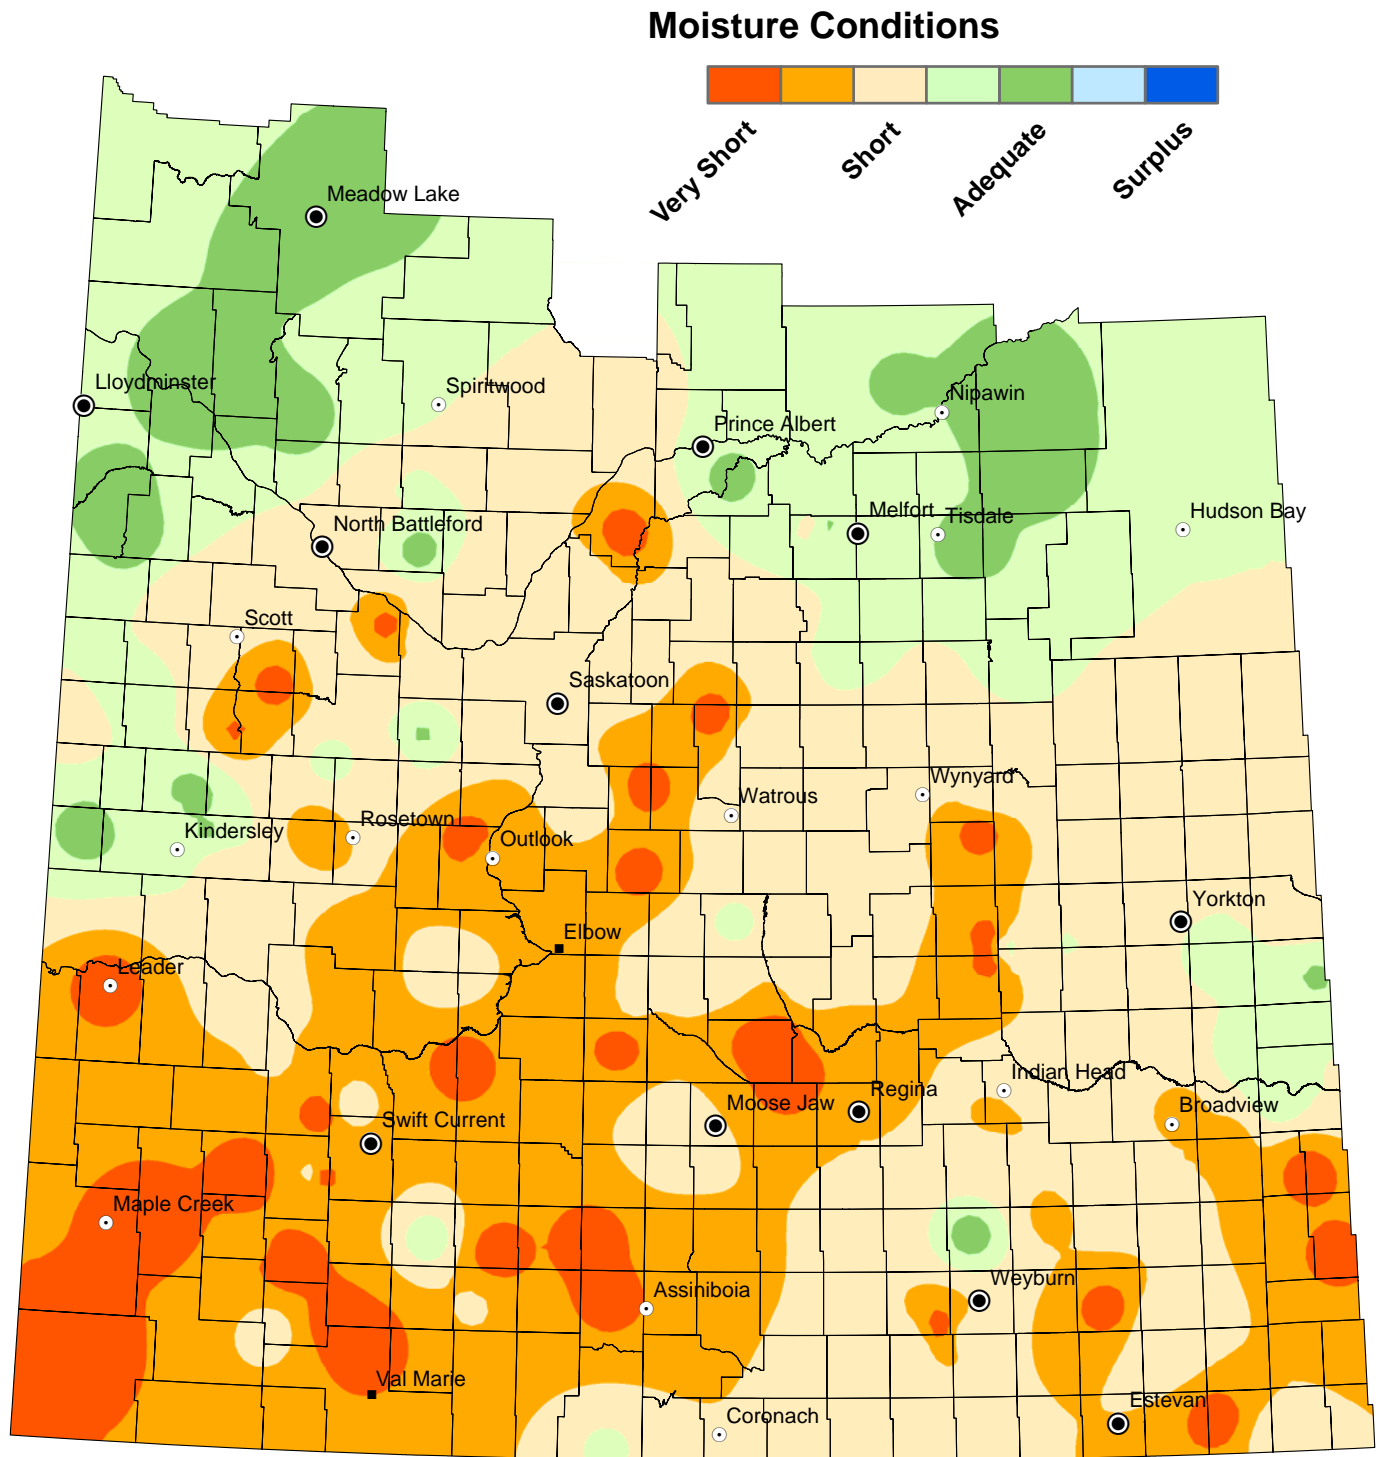 Moisture Conditions
Very Short
Short
Adequate
Surplus
Meadow Lake
Lloydminster
Spiritwood
Nipawin
Prince Albert
Melfort
Tisdale
Hudson Bay
North Battleford
Scott
Saskatoon
Wynyard
Watrous
Rosetown
Kindersley
Outlook
Yorkton
Elbow
Leader
Indian Head
Regina
Moose Jaw
Broadview
Swift Current
Maple Creek
Weyburn
Assiniboia
Val Marie
Estevan
Coronach